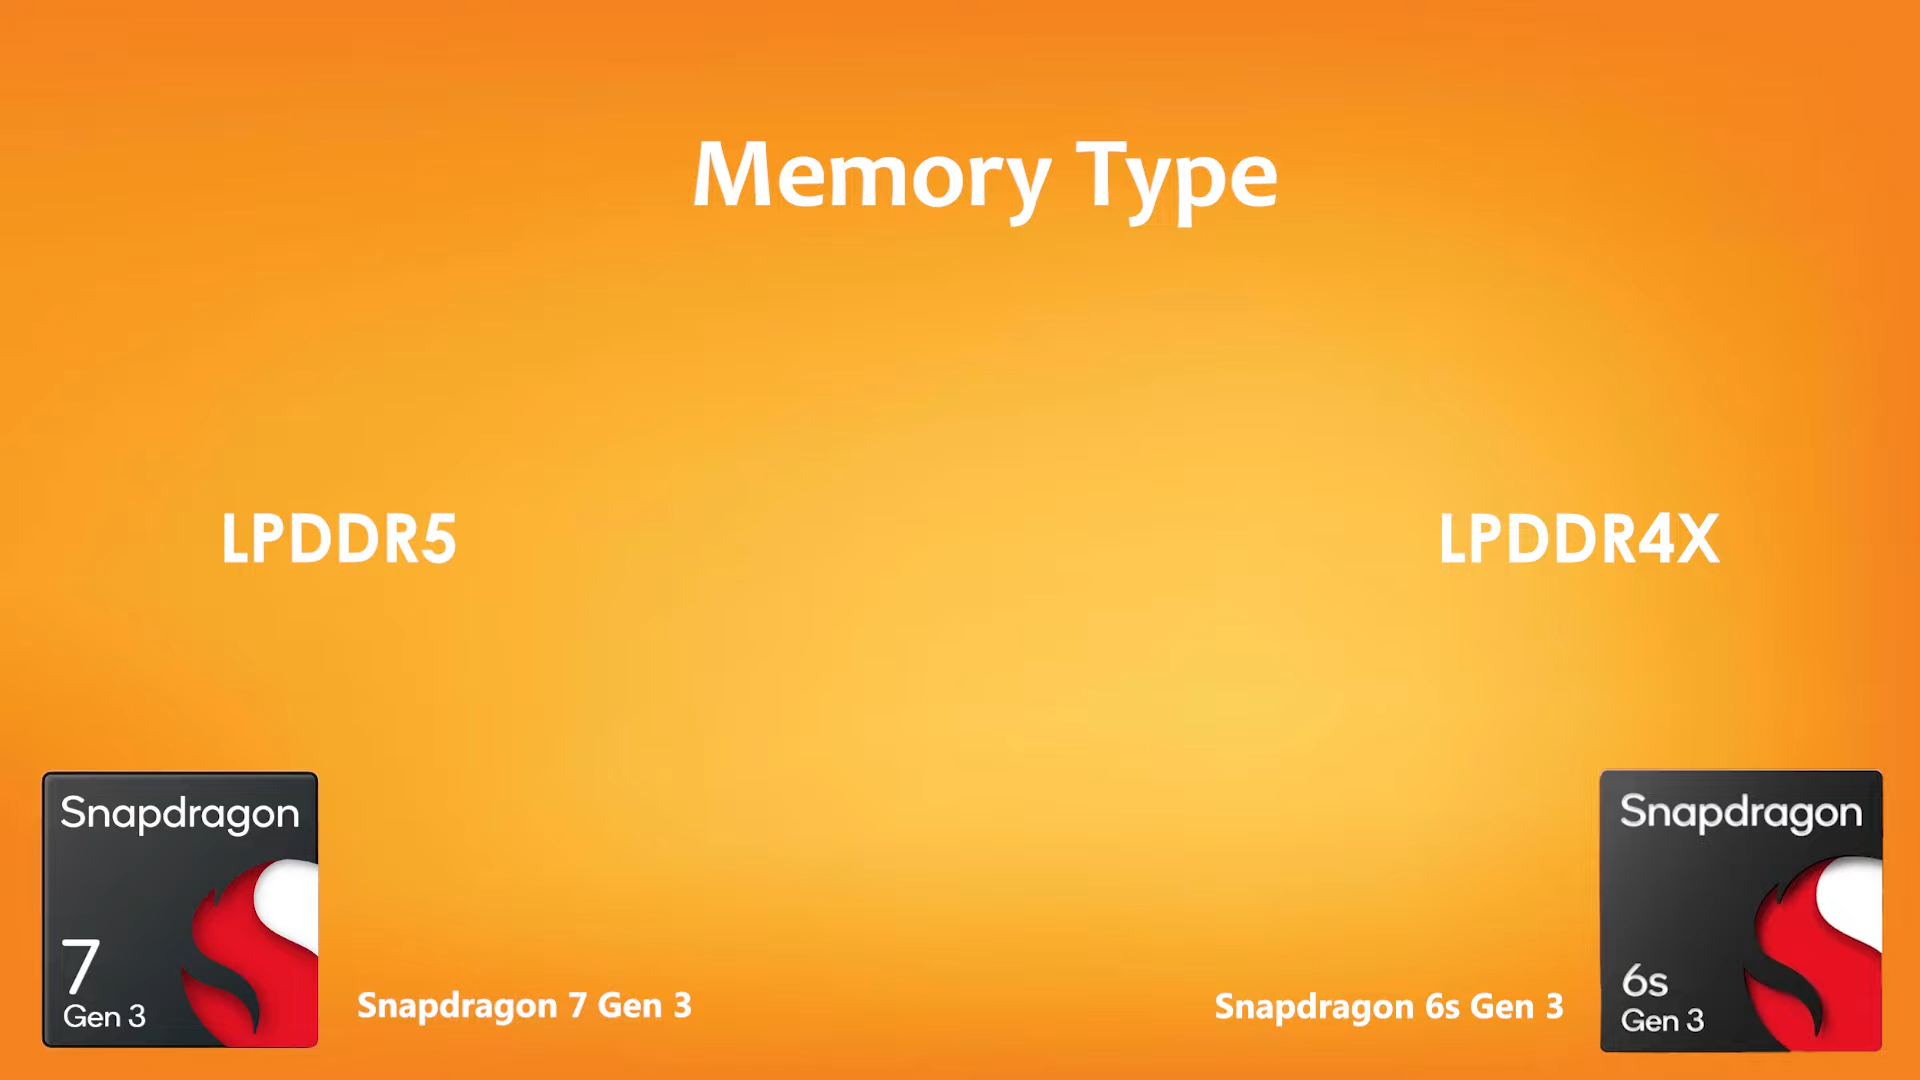 Memory Type
LPDDR5
LPDDR4X
Snapdragon
7
Gen 3
Snapdragon 7 Gen 3
Snapdragon 6s Gen 3
Snapdragon
6s
Gen 3